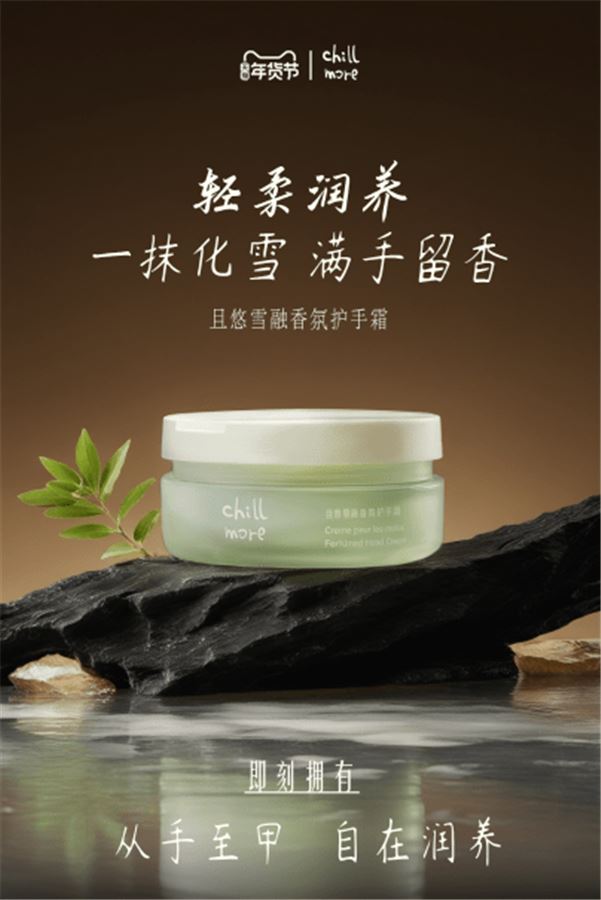 天猫年货节 | chill more
轻柔润养
一抹化雪 满手留香
且悠雪融香氛护手霜
chill
more
且悠雪融香氛护手霜
Crème pour les mains
Perfumed Hand Cream
即刻拥有
从手至甲 自在润养